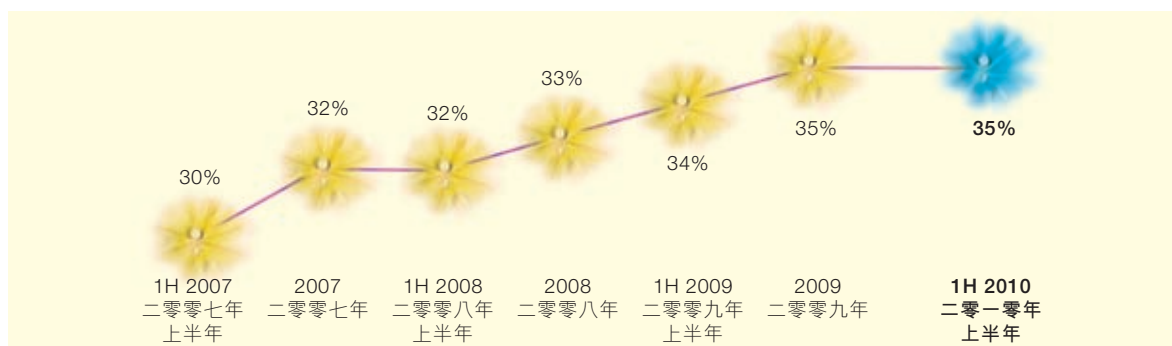 33%
32%
32%
35%
35%
34%
30%
1H 2007
2007
1H 2008
2008
1H 2009
2009
1H 2010
二零零七年
二零零七年
二零零八年
二零零八年
二零零九年
二零零九年
二零一零年
上半年
上半年
上半年
上半年